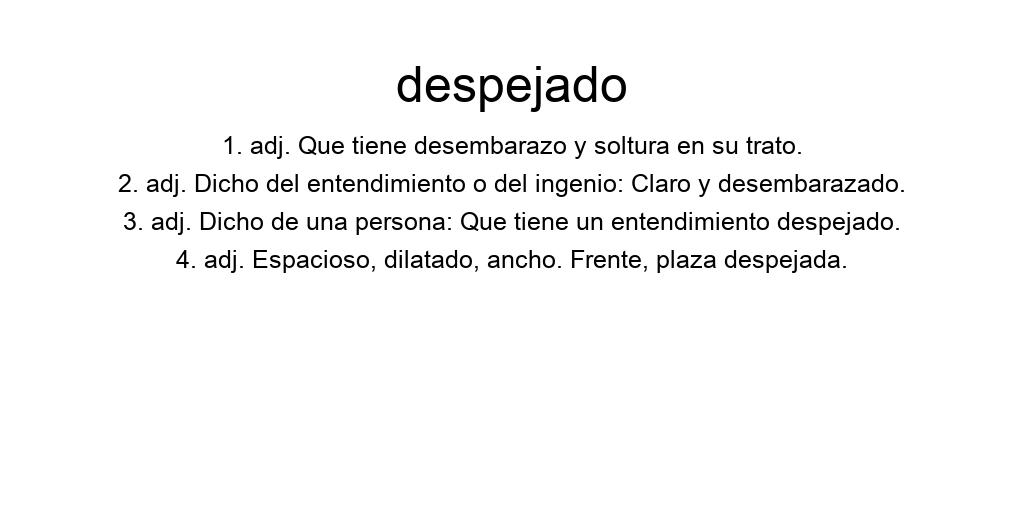 despejado
1. adj. Que tiene desembarazo y soltura en su trato.
2. adj. Dicho del entendimiento o del ingenio: Claro y desembarazado.
3. adj. Dicho de una persona: Que tiene un entendimiento despejado.
4. adj. Espacioso, dilatado, ancho. Frente, plaza despejada.